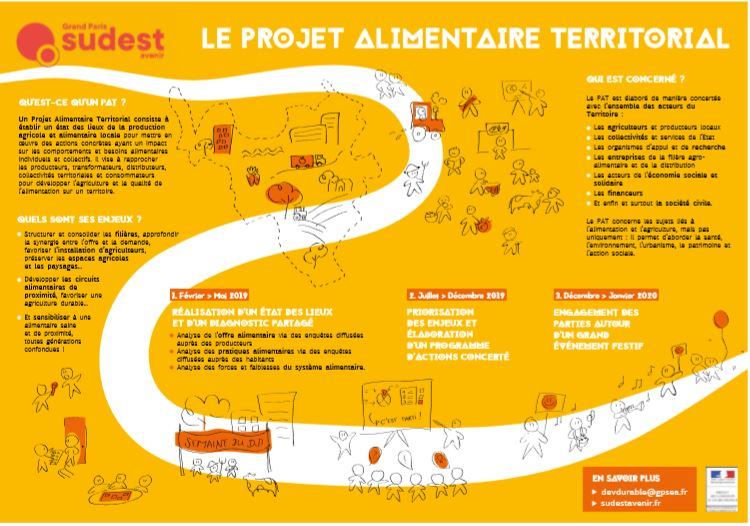 Grand Paris
sudest
avenir
LE PROJET ALIMENTAIRE TERRITORIAL
QU'EST-CE QU'UN PAT ?
Un Projet Alimentaire Territorial consiste à
établir un état des lieux de la production
agricole et alimentaire locale pour mettre en
œuvre des actions concrètes ayant un impact
sur les comportements et besoins alimentaires
individuels et collectifs. Il vise à rapprocher
les producteurs, transformateurs, distributeurs,
collectivités territoriales et consommateurs
pour développer l'agriculture et la qualité de
l'alimentation sur un territoire.
QUELS SONT SES ENJEUX ?
Structurer et consolider les filières, approfondir
la synergie entre l'offre et la demande,
favoriser l'installation d'agriculteurs,
préserver les espaces agricoles
et les paysages...
Développer les circuits
alimentaires de
proximité, favoriser une
agriculture durable...
Et sensibiliser à une
alimentation saine
et de proximité,
toutes générations
confondues !
QUI EST CONCERNÉ ?
Le PAT est élaboré de manière concertée
avec l'ensemble des acteurs du
Territoire :
Les agriculteurs et producteurs locaux
Les collectivités et services de l'État
Les organismes d'appui et de recherche
Les entreprises de la filière agro-
alimentaire et de la distribution
Les acteurs de l'économie sociale et
solidaire
Les financeurs
Et enfin et surtout la société civile.
Le PAT concerne les sujets liés à
l'alimentation et l'agriculture, mais pas
uniquement : il permet d'aborder la santé,
l'environnement, l'urbanisme, le patrimoine et
l'action sociale.
1. Février > Mai 2019
RÉALISATION D'UN ÉTAT DES LIEUX
ET D'UN DIAGNOSTIC PARTAGÉ
Analyse de l'offre alimentaire via des enquêtes diffusées
auprès des producteurs
Analyse des pratiques alimentaires via des enquêtes
diffusées auprès des habitants
Analyse des forces et faiblesses du système alimentaire.
2. Juillet > Décembre 2019
PRIORISATION
DES ENJEUX ET
ÉLABORATION
D'UN PROGRAMME
D'ACTIONS CONCERTÉ
3. Décembre > Janvier 2020
ENGAGEMENT DES
PARTIES AUTOUR
D'UN GRAND
ÉVÉNEMENT FESTIF
SEMAINE DU D.D
C'EST PARTI !
EN SAVOIR PLUS
devdurable@gpsea.fr
sudestavenir.fr